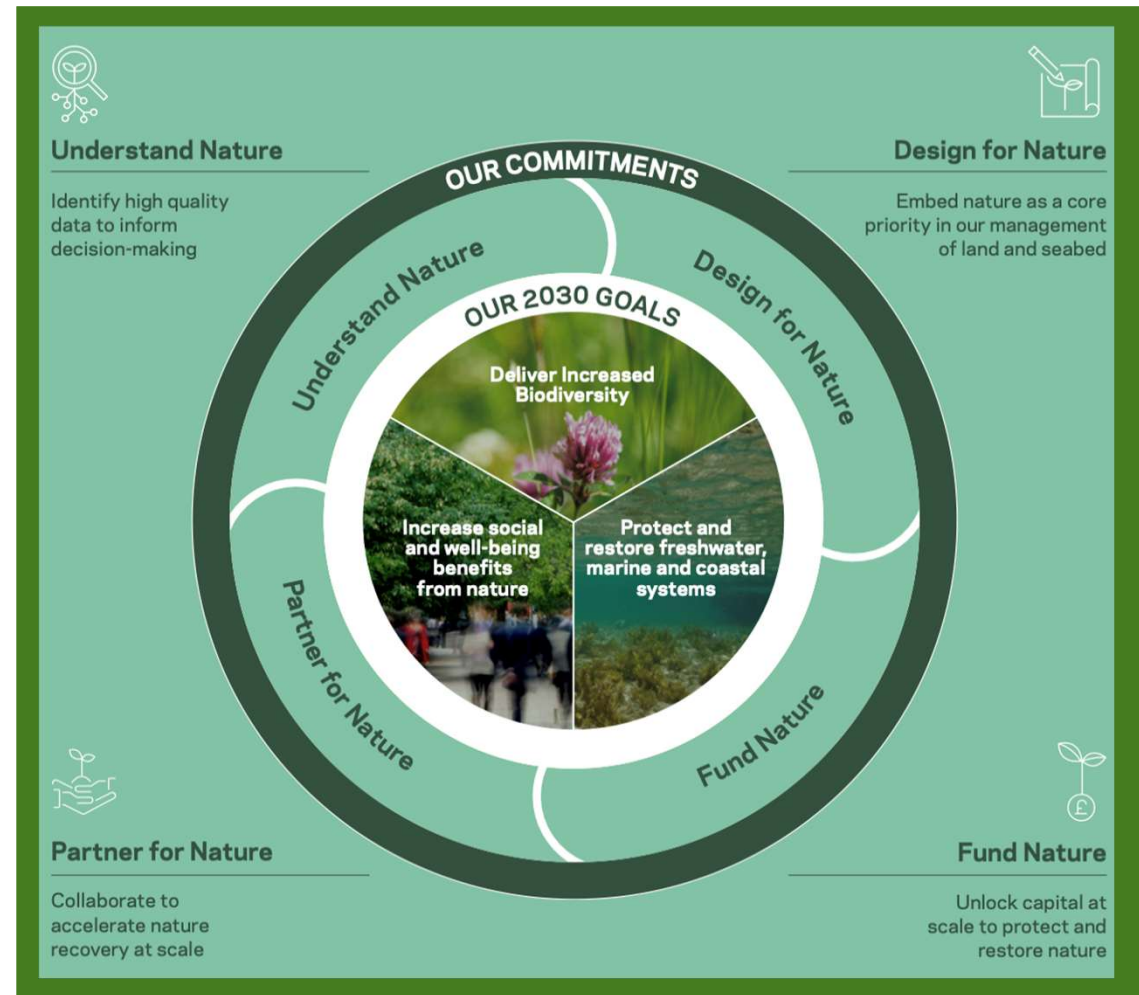 Understand Nature
Identify high quality
data to inform
decision-making
Design for Nature
Embed nature as a core
priority in our management
of land and seabed
OUR COMMITMENTS
Understand Nature
Design for Nature
OUR 2030 GOALS
Deliver Increased
Biodiversity
Increase social
and well-being
benefits
from nature
Protect and
restore freshwater,
marine and coastal
systems
Partner for Nature
Fund Nature
£
Partner for Nature
Collaborate to
accelerate nature
recovery at scale
Fund Nature
Unlock capital at
scale to protect and
restore nature